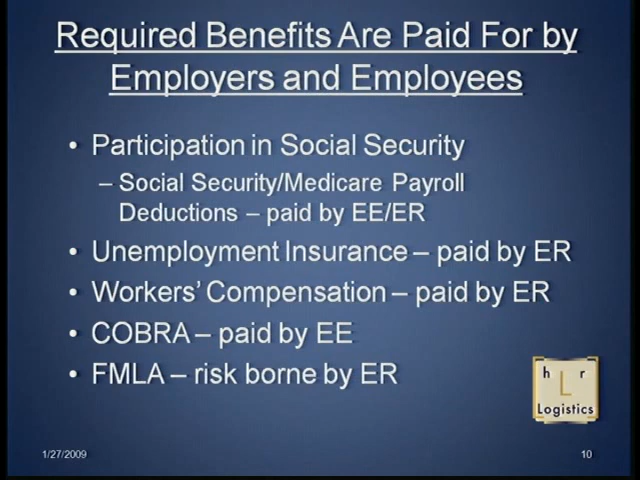 Required Benefits Are Paid For by
Employers and Employees
• Participation in Social Security
– Social Security/Medicare Payroll
Deductions – paid by EE/ER
• Unemployment Insurance – paid by ER
• Workers’ Compensation – paid by ER
• COBRA – paid by EE
• FMLA – risk borne by ER
h L r
Logistics
1/27/2009
10